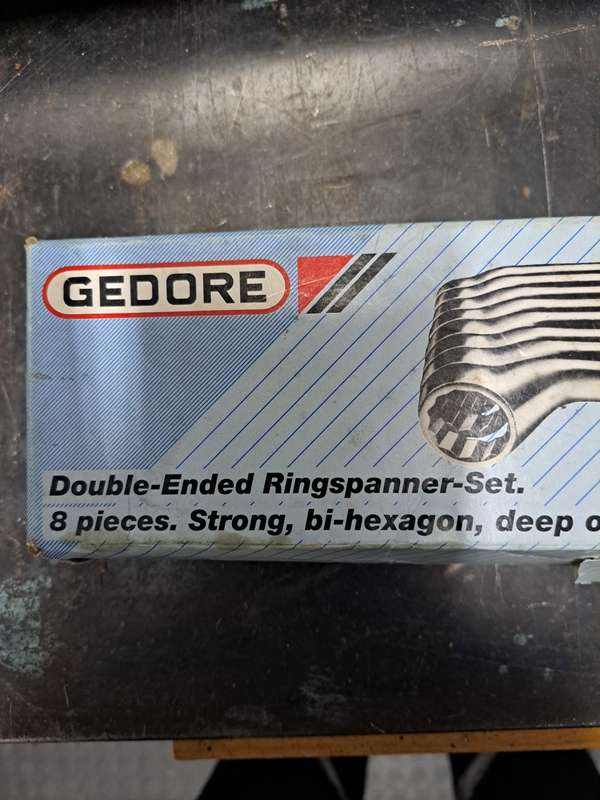 GEDORE
Double-Ended Ringspanner-Set.
8 pieces. Strong, bi-hexagon, deep o